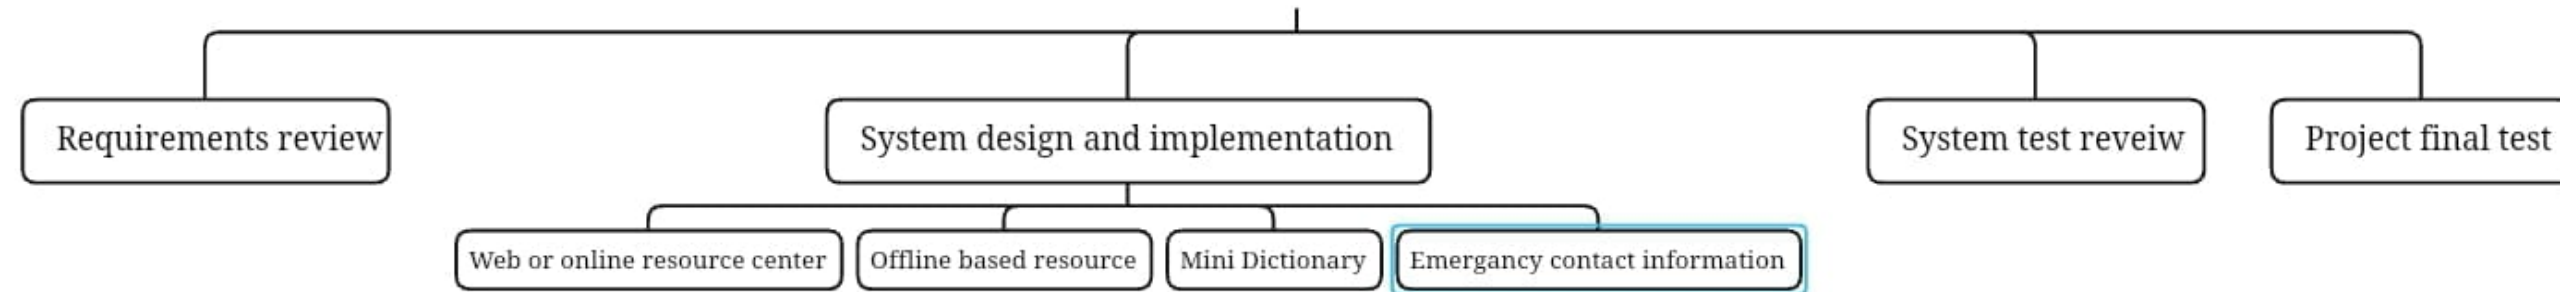 Requirements review
System design and implementation
System test reveiw
Project final test
Web or online resource center
Offline based resource
Mini Dictionary
Emergancy contact information